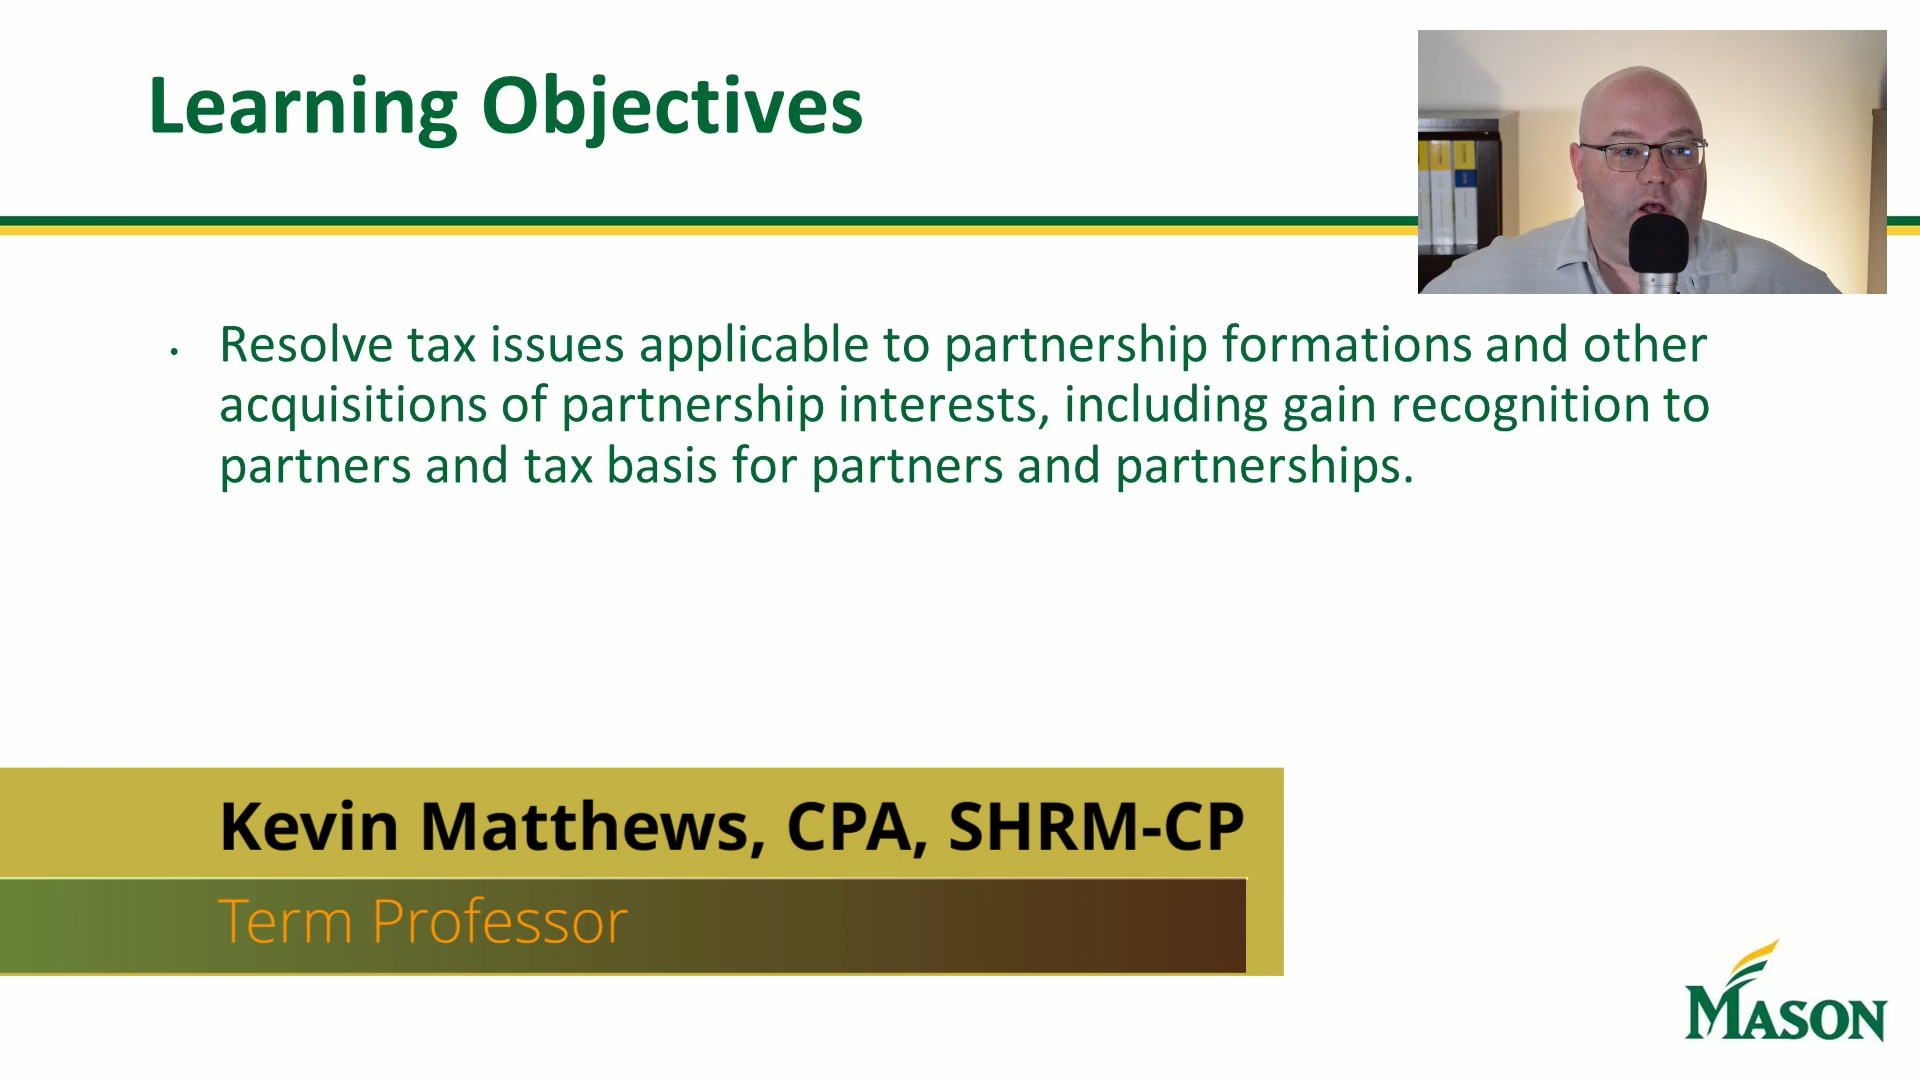 Learning Objectives
• Resolve tax issues applicable to partnership formations and other
acquisitions of partnership interests, including gain recognition to
partners and tax basis for partners and partnerships.
Kevin Matthews, CPA, SHRM-CP
Term Professor
MASON